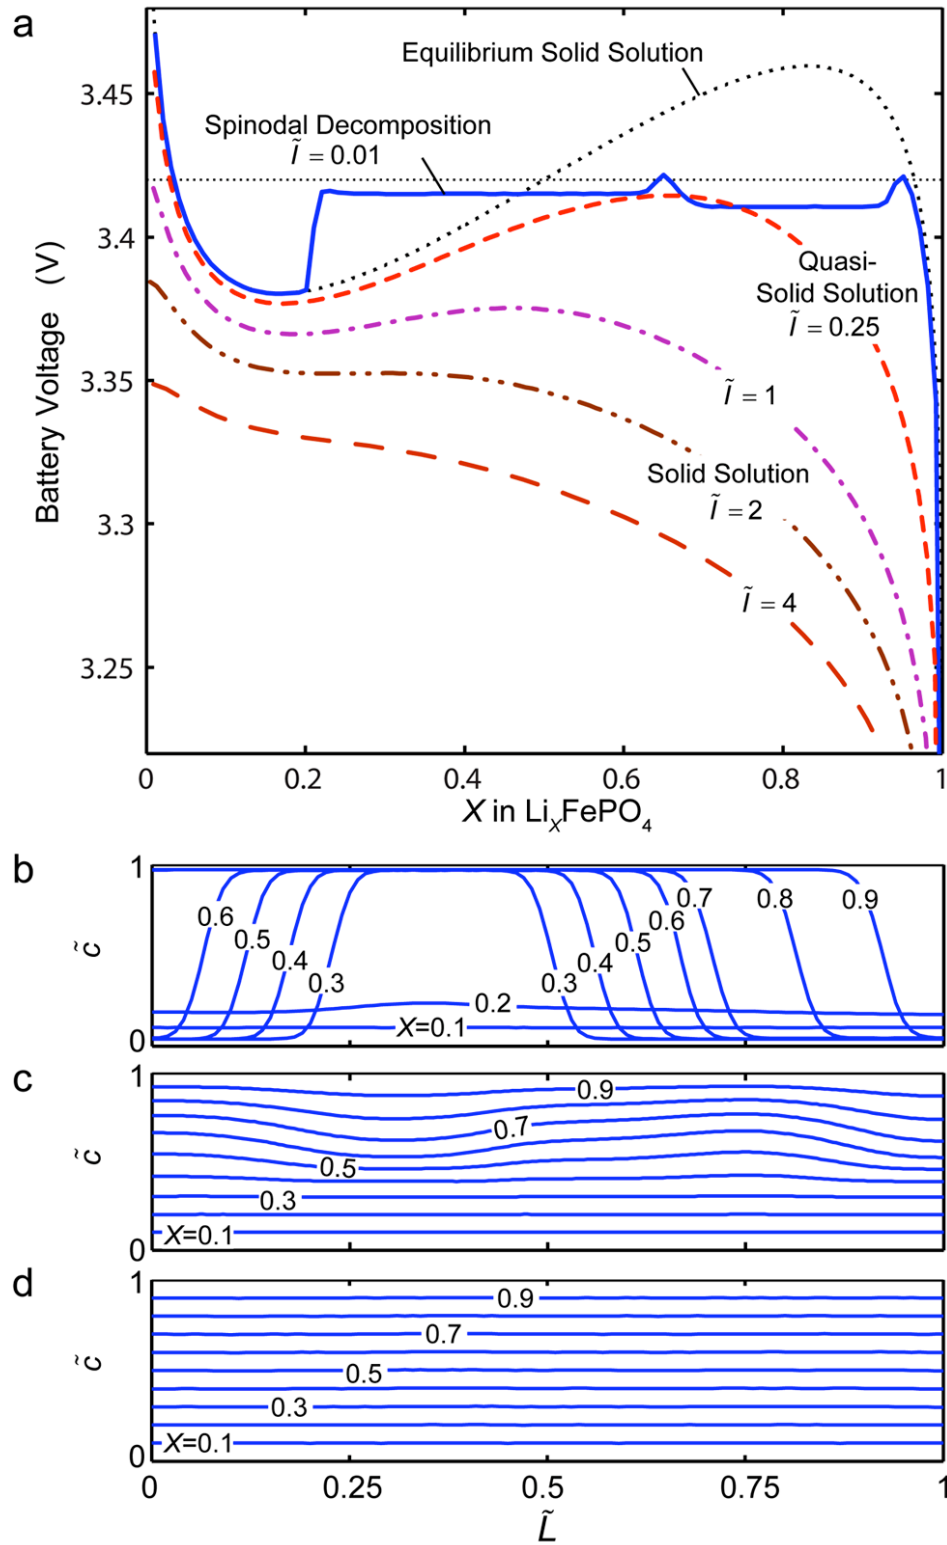 a
Equilibrium Solid Solution
3.45
Spinodal Decomposition
Ĩ = 0.01
3.4
Quasi-
Solid Solution
Ĩ = 0.25
Battery Voltage (V)
3.35
Ĩ = 1
Solid Solution
Ĩ = 2
3.3
Ĩ = 4
3.25
0 0.2 0.4 0.6 0.8 1
X in LiXFePO4
b
1
0.6 0.5 0.4 0.3 0.3 0.4 0.5 0.6 0.7 0.8 0.9
c̃
0.2
X=0.1
0
c
1
0.9
0.7
c̃
0.5
0.3
X=0.1
0
d
1
0.9
0.7
c̃
0.5
0.3
X=0.1
0
0 0.25 0.5 0.75 1
L̃